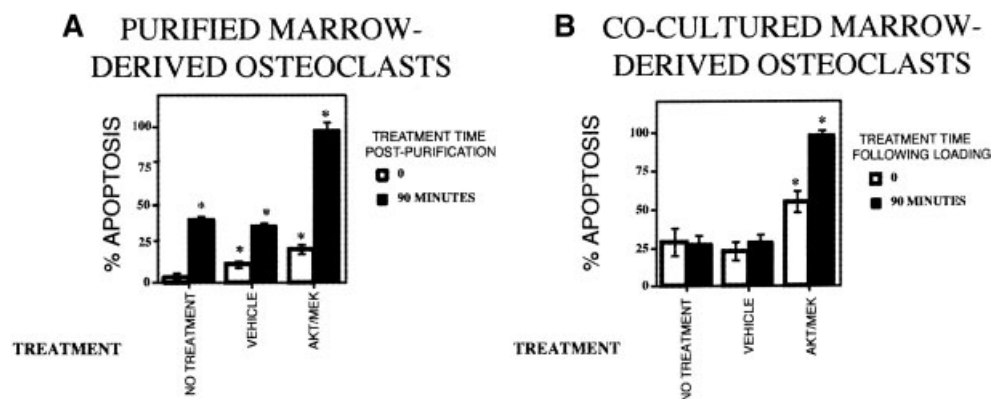 A PURIFIED MARROW-
DERIVED OSTEOCLASTS
% APOPTOSIS
100
75
50
25
0
*
*
*
*
*
TREATMENT TIME
POST-PURIFICATION
0
90 MINUTES
NO TREATMENT
VEHICLE
AKT/MEK
TREATMENT
B CO-CULTURED MARROW-
DERIVED OSTEOCLASTS
% APOPTOSIS
100
75
50
25
0
*
*
TREATMENT TIME
FOLLOWING LOADING
0
90 MINUTES
NO TREATMENT
VEHICLE
AKT/MEK
TREATMENT